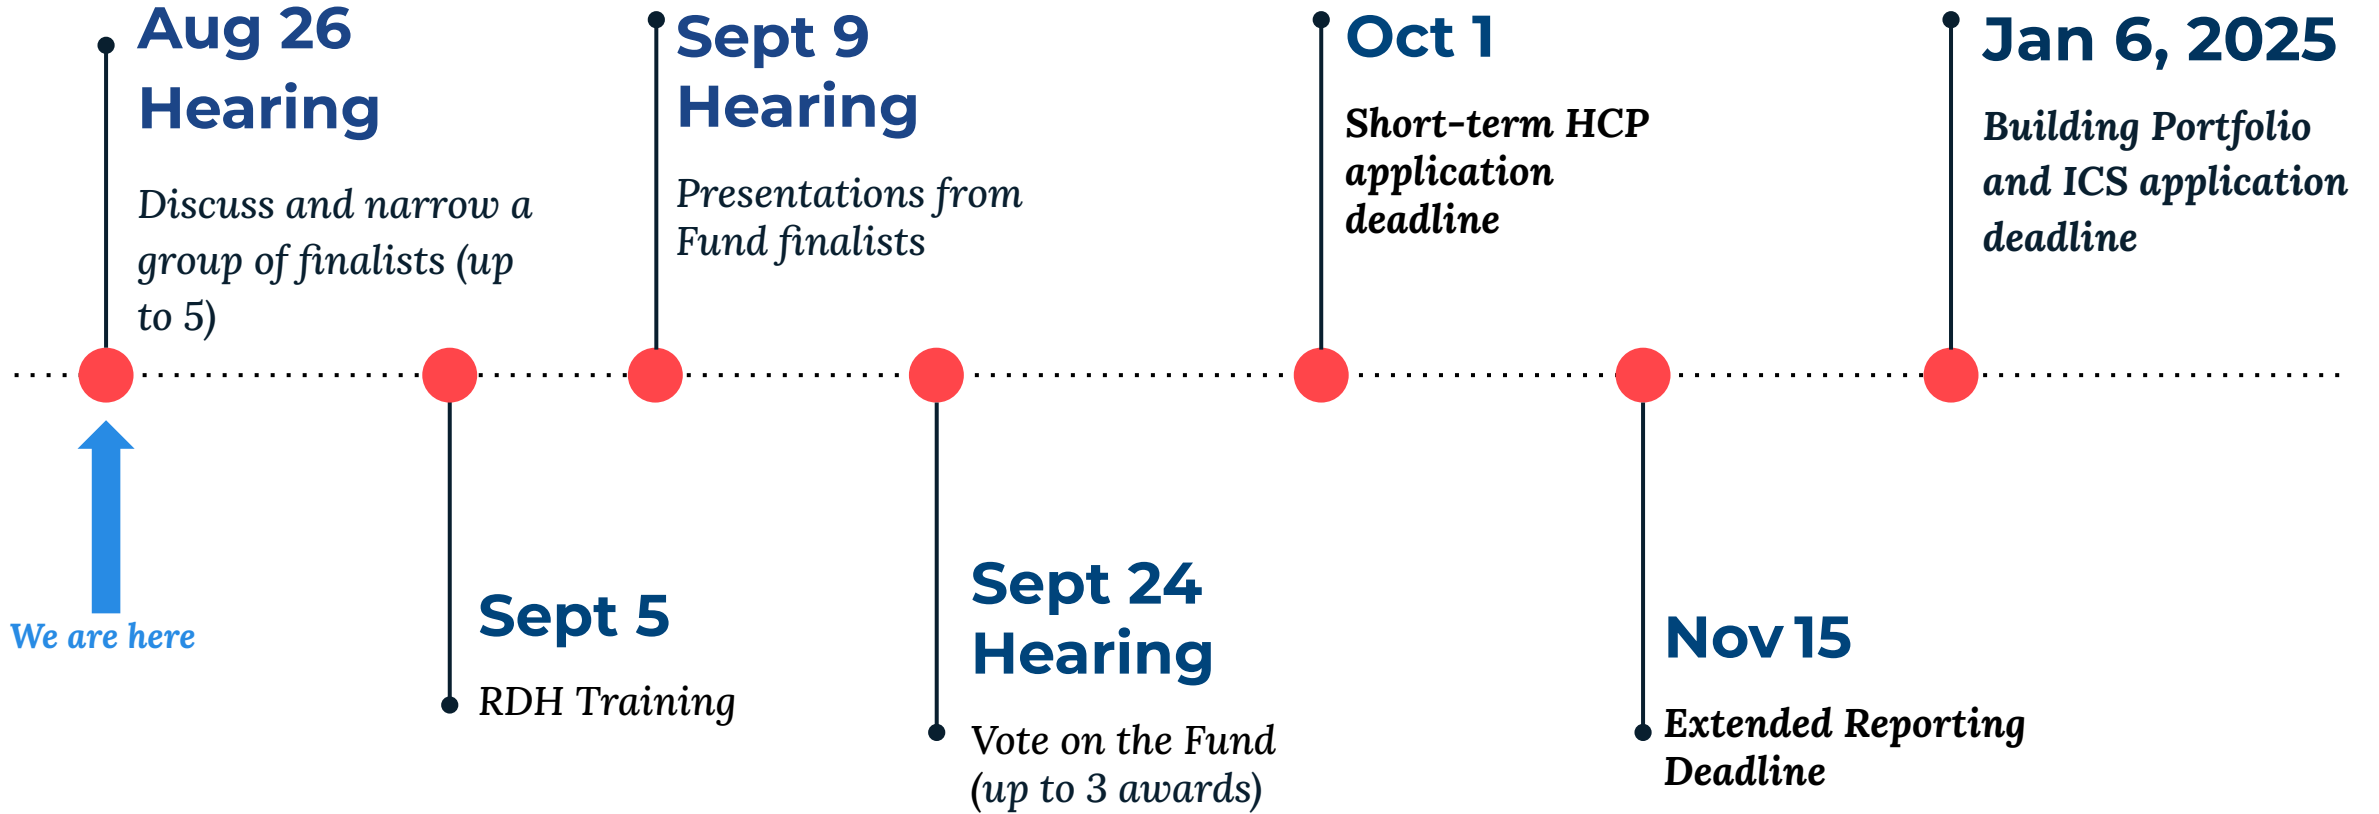 Aug 26
Hearing
Discuss and narrow a
group of finalists (up
to 5)
We are here
Sept 5
RDH Training
Sept 9
Hearing
Presentations from
Fund finalists
Sept 24
Hearing
Vote on the Fund
(up to 3 awards)
Oct 1
Short-term HCP
application
deadline
Nov 15
Extended Reporting
Deadline
Jan 6, 2025
Building Portfolio
and ICS application
deadline